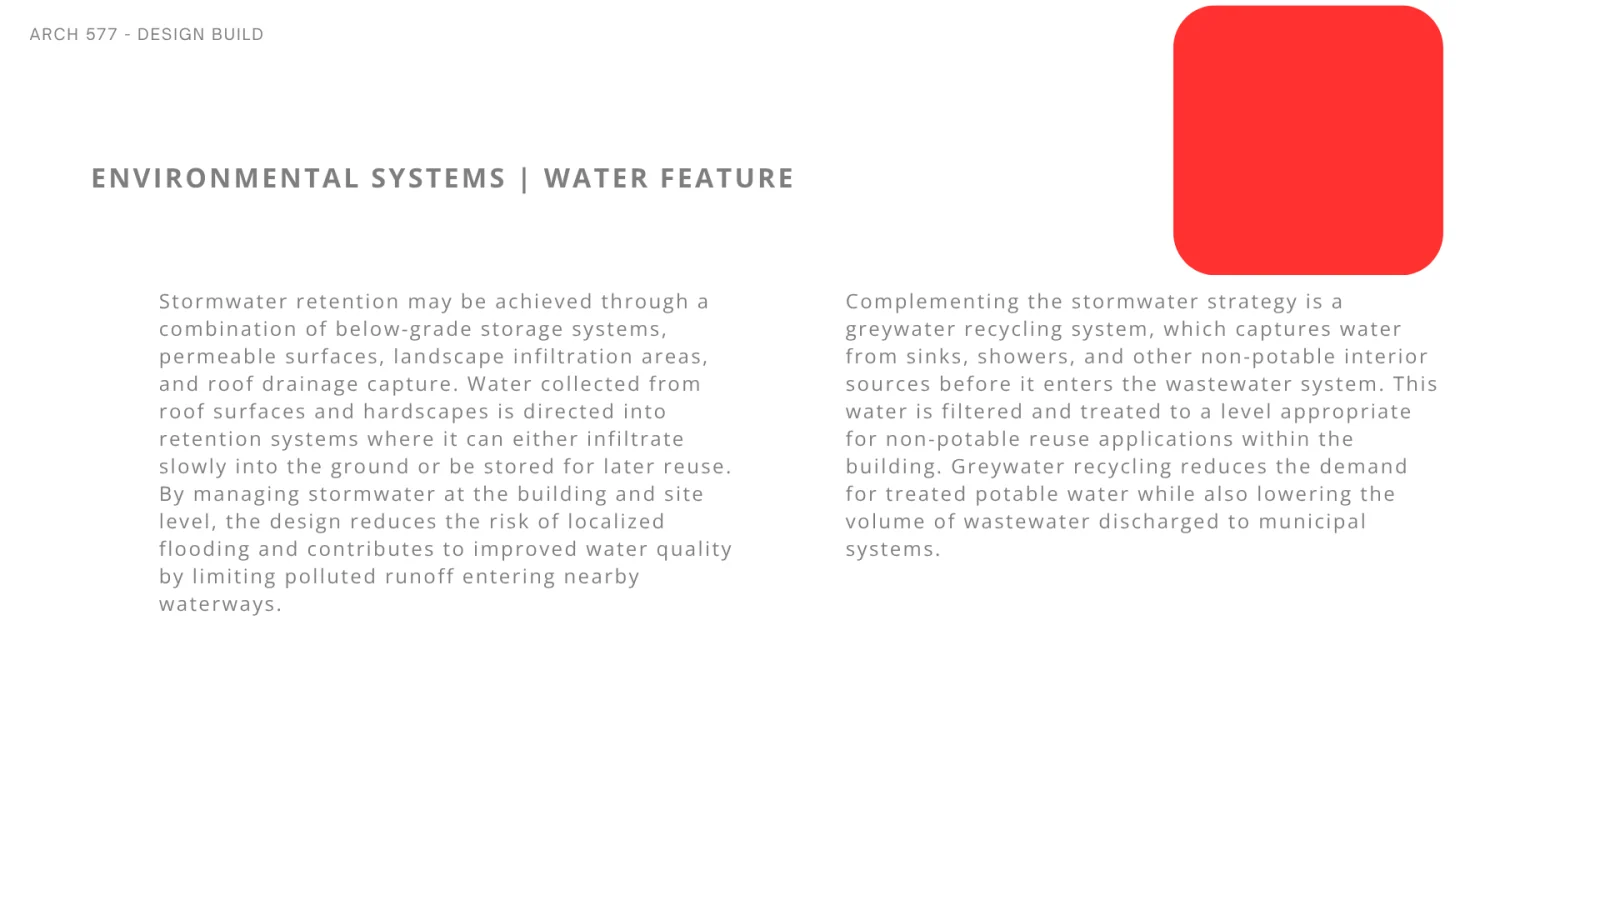 ARCH 577 - DESIGN BUILD
ENVIRONMENTAL SYSTEMS | WATER FEATURE
Stormwater retention may be achieved through a
combination of below-grade storage systems,
permeable surfaces, landscape infiltration areas,
and roof drainage capture. Water collected from
roof surfaces and hardscapes is directed into
retention systems where it can either infiltrate
slowly into the ground or be stored for later reuse.
By managing stormwater at the building and site
level, the design reduces the risk of localized
flooding and contributes to improved water quality
by limiting polluted runoff entering nearby
waterways.
Complementing the stormwater strategy is a
greywater recycling system, which captures water
from sinks, showers, and other non-potable interior
sources before it enters the wastewater system. This
water is filtered and treated to a level appropriate
for non-potable reuse applications within the
building. Greywater recycling reduces the demand
for treated potable water while also lowering the
volume of wastewater discharged to municipal
systems.